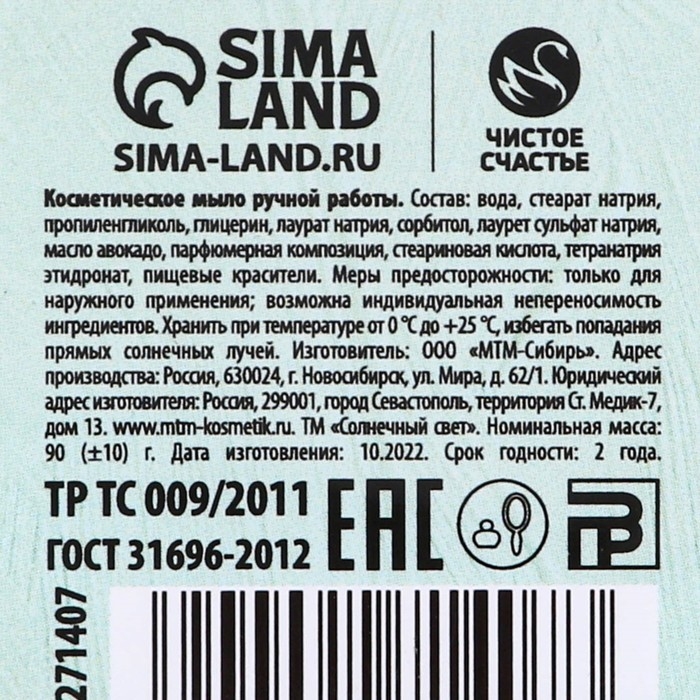 SIMA
LAND
SIMA-LAND.RU
ЧИСТОЕ
СЧАСТЬЕ
Косметическое мыло ручной работы. Состав: вода, стеарат натрия,
пропиленгликоль, глицерин, лаурат натрия, сорбитол, лаурет сульфат натрия,
масло авокадо, парфюмерная композиция, стеариновая кислота, тетранатрия
этидронат, пищевые красители. Меры предосторожности: только для
наружного применения; возможна индивидуальная непереносимость
ингредиентов. Хранить при температуре от 0 °С до +25 °С, избегать попадания
прямых солнечных лучей. Изготовитель: ООО «МТМ-Сибирь». Адрес
производства: Россия, 630024, г. Новосибирск, ул. Мира, д. 62/1. Юридический
адрес изготовителя: Россия, 299001, город Севастополь, территория Ст. Медик-7,
дом 13. www.mtm-kosmetik.ru. ТМ «Солнечный свет». Номинальная масса:
90 (±10) г. Дата изготовления: 10.2022. Срок годности: 2 года.
ТР ТС 009/2011
ГОСТ 31696-2012
ЕАС
271407